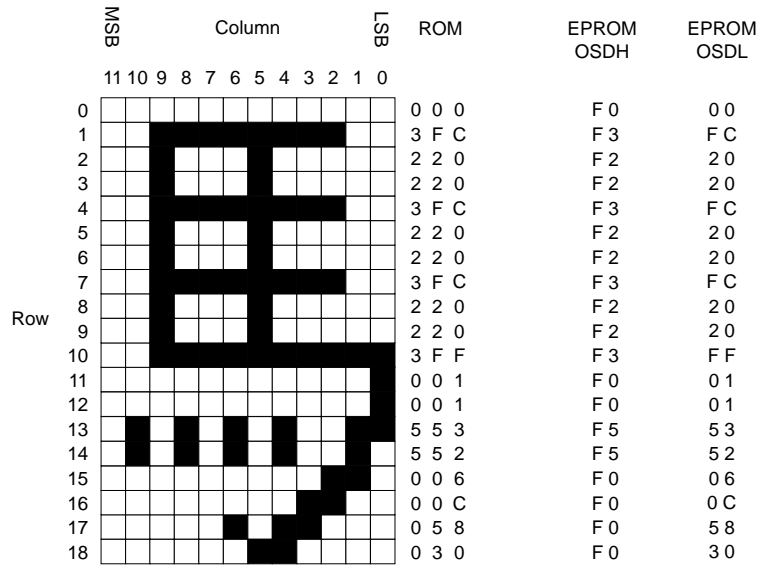 MSB Column LSB ROM EPROM OSDH EPROM OSDL
11 10 9 8 7 6 5 4 3 2 1 0
0 0 0 0 F 0 0 0
1 3 F C F 3 F C
2 2 2 0 F 2 2 0
3 2 2 0 F 2 2 0
4 3 F C F 3 F C
5 2 2 0 F 2 2 0
6 2 2 0 F 2 2 0
7 3 F C F 3 F C
8 2 2 0 F 2 2 0
Row
9 2 2 0 F 2 2 0
10 3 F F F 3 F F
11 0 0 1 F 0 0 1
12 0 0 1 F 0 0 1
13 5 5 3 F 5 5 3
14 5 5 2 F 5 5 2
15 0 0 6 F 0 0 6
16 0 0 C F 0 0 C
17 0 5 8 F 0 5 8
18 0 3 0 F 0 3 0